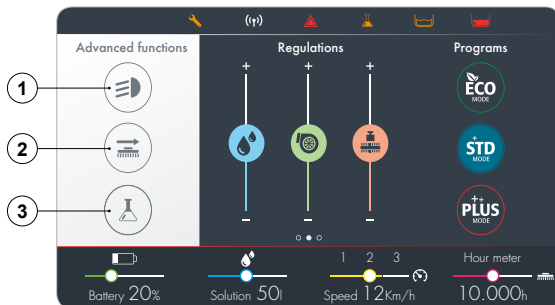 Advanced functions
Regulations
Programs
1
2
3
+ + +
- - -
ECO
MODE
+
STD
MODE
++
PLUS
MODE
1 2 3
Hour meter
Battery 20%
Solution 50l
Speed 12Km/h
10.000h